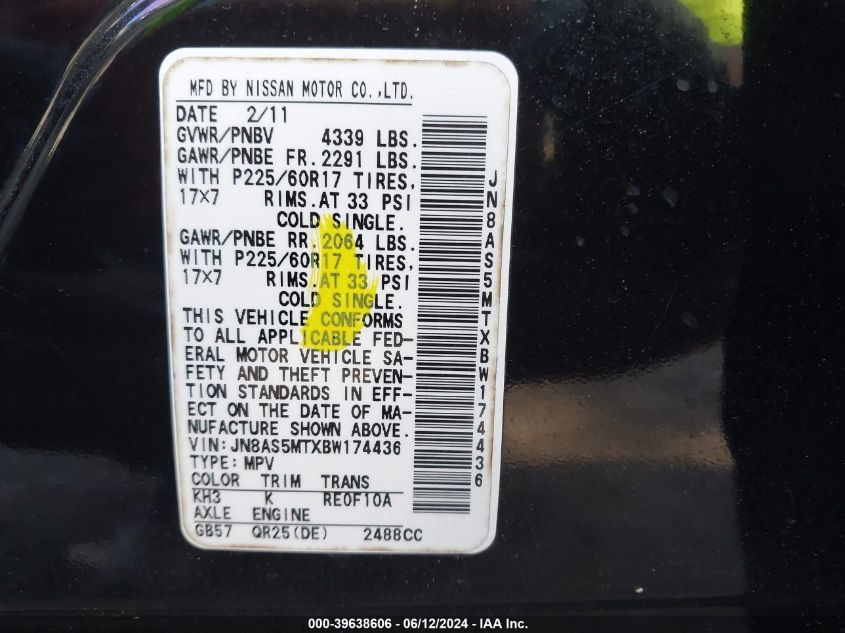 MFD BY NISSAN MOTOR CO.,LTD.
DATE 2/11
GVWR/PNBV 4339 LBS.
GAWR/PNBE FR. 2291 LBS.
WITH P225/60R17 TIRES,
17X7 RIMS.AT 33 PSI
COLD SINGLE.
GAWR/PNBE RR. 2064 LBS.
WITH P225/60R17 TIRES,
17X7 RIMS.AT 33 PSI
COLD SINGLE.
THIS VEHICLE CONFORMS
TO ALL APPLICABLE FED-
ERAL MOTOR VEHICLE SA-
FETY AND THEFT PREVEN-
TION STANDARDS IN EFF-
ECT ON THE DATE OF MA-
NUFACTURE SHOWN ABOVE.
VIN: JN8AS5MTXBW174436
TYPE: MPV
COLOR TRIM TRANS
KH3 K RE0F10A
AXLE ENGINE
GB57 QR25(DE) 2488CC
JN8AS5MTXBW174436
000-39638606 - 06/12/2024 - IAA Inc.